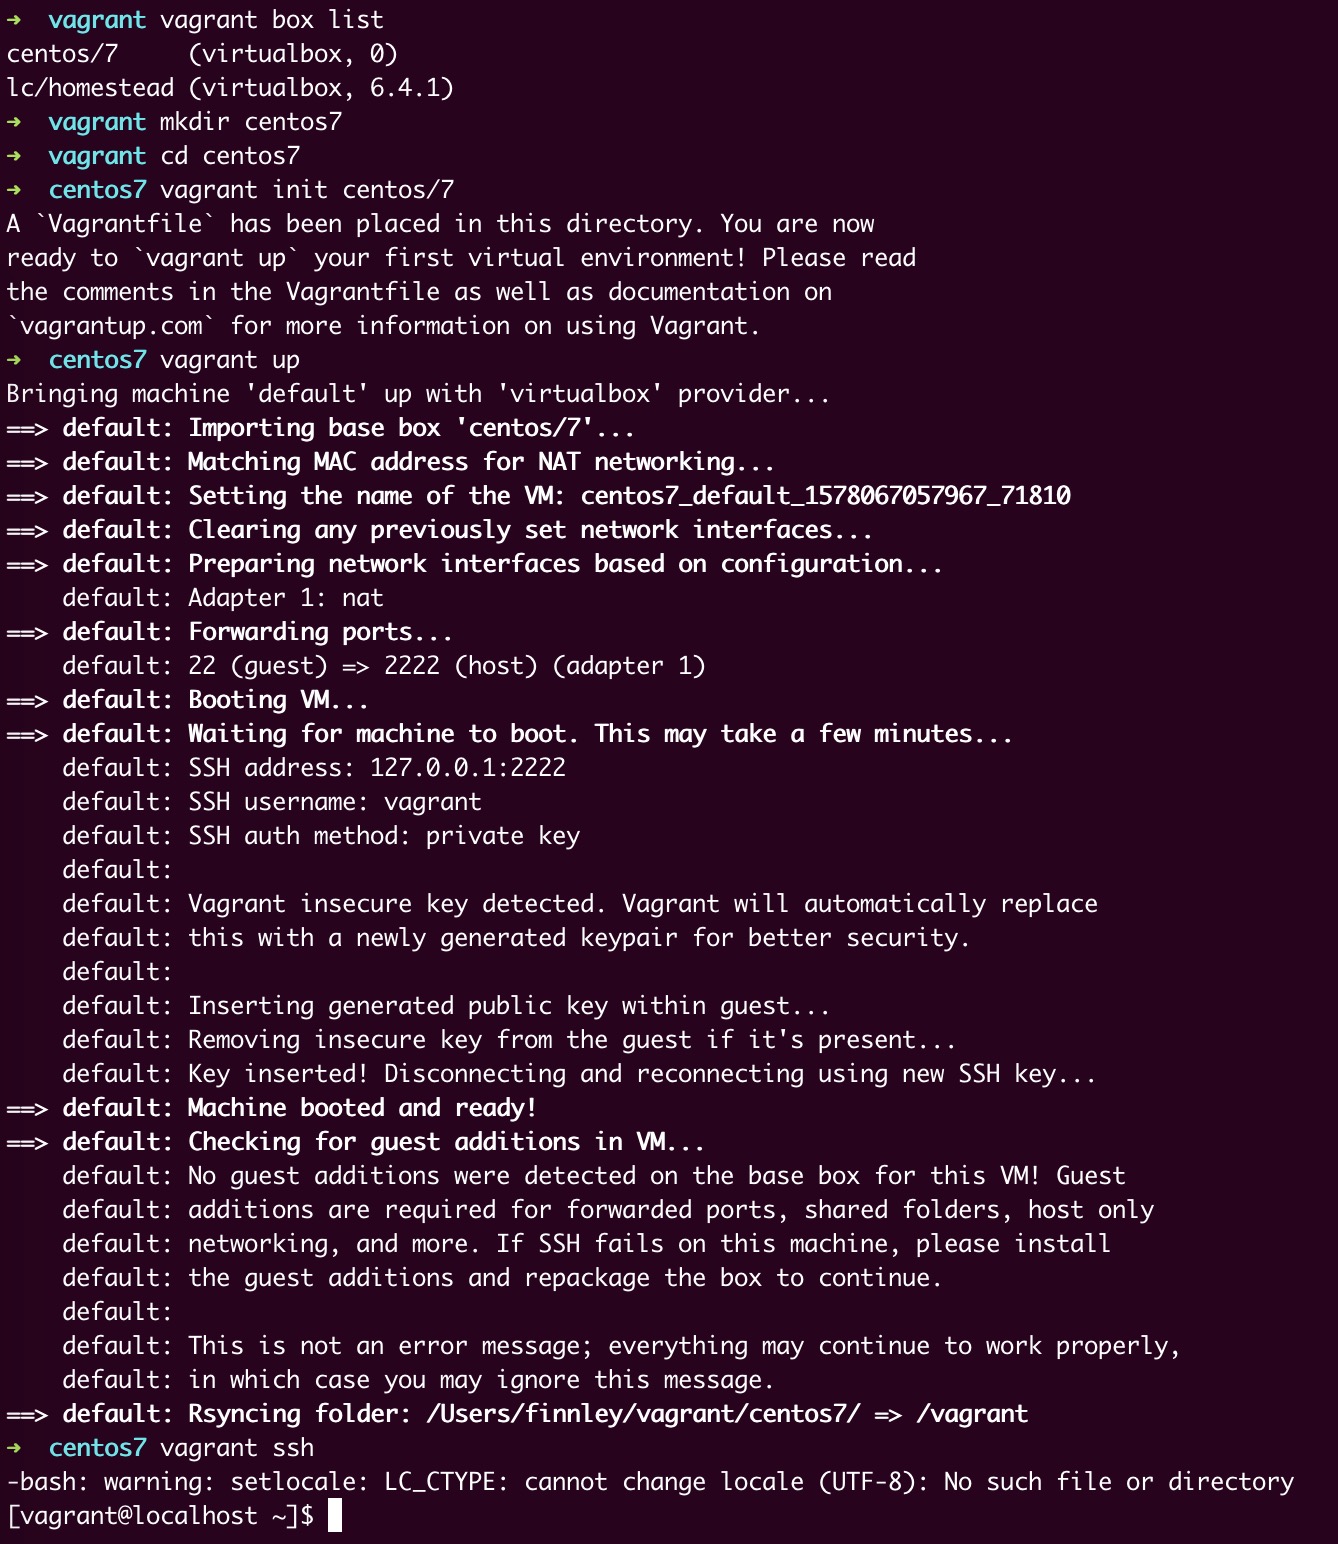 ➜  vagrant vagrant box list
centos/7     (virtualbox, 0)
lc/homestead (virtualbox, 6.4.1)
➜  vagrant mkdir centos7
➜  vagrant cd centos7
➜  centos7 vagrant init centos/7
A `Vagrantfile` has been placed in this directory. You are now
ready to `vagrant up` your first virtual environment! Please read
the comments in the Vagrantfile as well as documentation on
`vagrantup.com` for more information on using Vagrant.
➜  centos7 vagrant up
Bringing machine 'default' up with 'virtualbox' provider...
==> default: Importing base box 'centos/7'...
==> default: Matching MAC address for NAT networking...
==> default: Setting the name of the VM: centos7_default_1578067057967_71810
==> default: Clearing any previously set network interfaces...
==> default: Preparing network interfaces based on configuration...
    default: Adapter 1: nat
==> default: Forwarding ports...
    default: 22 (guest) => 2222 (host) (adapter 1)
==> default: Booting VM...
==> default: Waiting for machine to boot. This may take a few minutes...
    default: SSH address: 127.0.0.1:2222
    default: SSH username: vagrant
    default: SSH auth method: private key
    default:
    default: Vagrant insecure key detected. Vagrant will automatically replace
    default: this with a newly generated keypair for better security.
    default:
    default: Inserting generated public key within guest...
    default: Removing insecure key from the guest if it's present...
    default: Key inserted! Disconnecting and reconnecting using new SSH key...
==> default: Machine booted and ready!
==> default: Checking for guest additions in VM...
    default: No guest additions were detected on the base box for this VM! Guest
    default: additions are required for forwarded ports, shared folders, host only
    default: networking, and more. If SSH fails on this machine, please install
    default: the guest additions and repackage the box to continue.
    default:
    default: This is not an error message; everything may continue to work properly,
    default: in which case you may ignore this message.
==> default: Rsyncing folder: /Users/finnley/vagrant/centos7/ => /vagrant
➜  centos7 vagrant ssh
-bash: warning: setlocale: LC_CTYPE: cannot change locale (UTF-8): No such file or directory
[vagrant@localhost ~]$